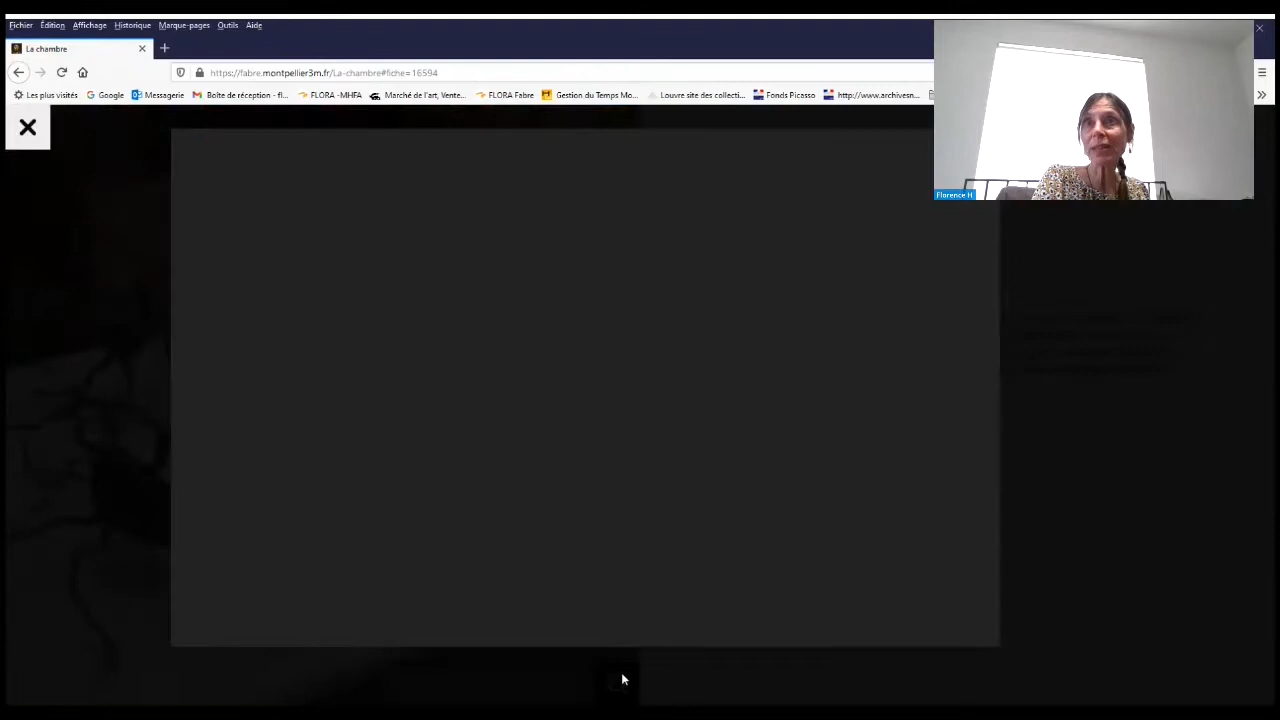 Fichier Édition Affichage Historique Marque-pages Outils Aide
La chambre
https://fabre.montpellier3m.fr/La-chambre#fiche=16594
Les plus visités Google Messagerie Boîte de réception - fl... FLORA -MHFA Marché de l'art, Vente... FLORA Fabre Gestion du Temps Mo... Louvre site des collecti... Fonds Picasso http://www.archivesn...
Florence H